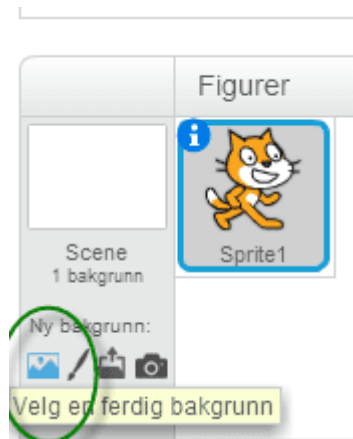 Figurer
i
Sprite1
Scene
1 bakgrunn
Ny bakgrunn:
Velg en ferdig bakgrunn